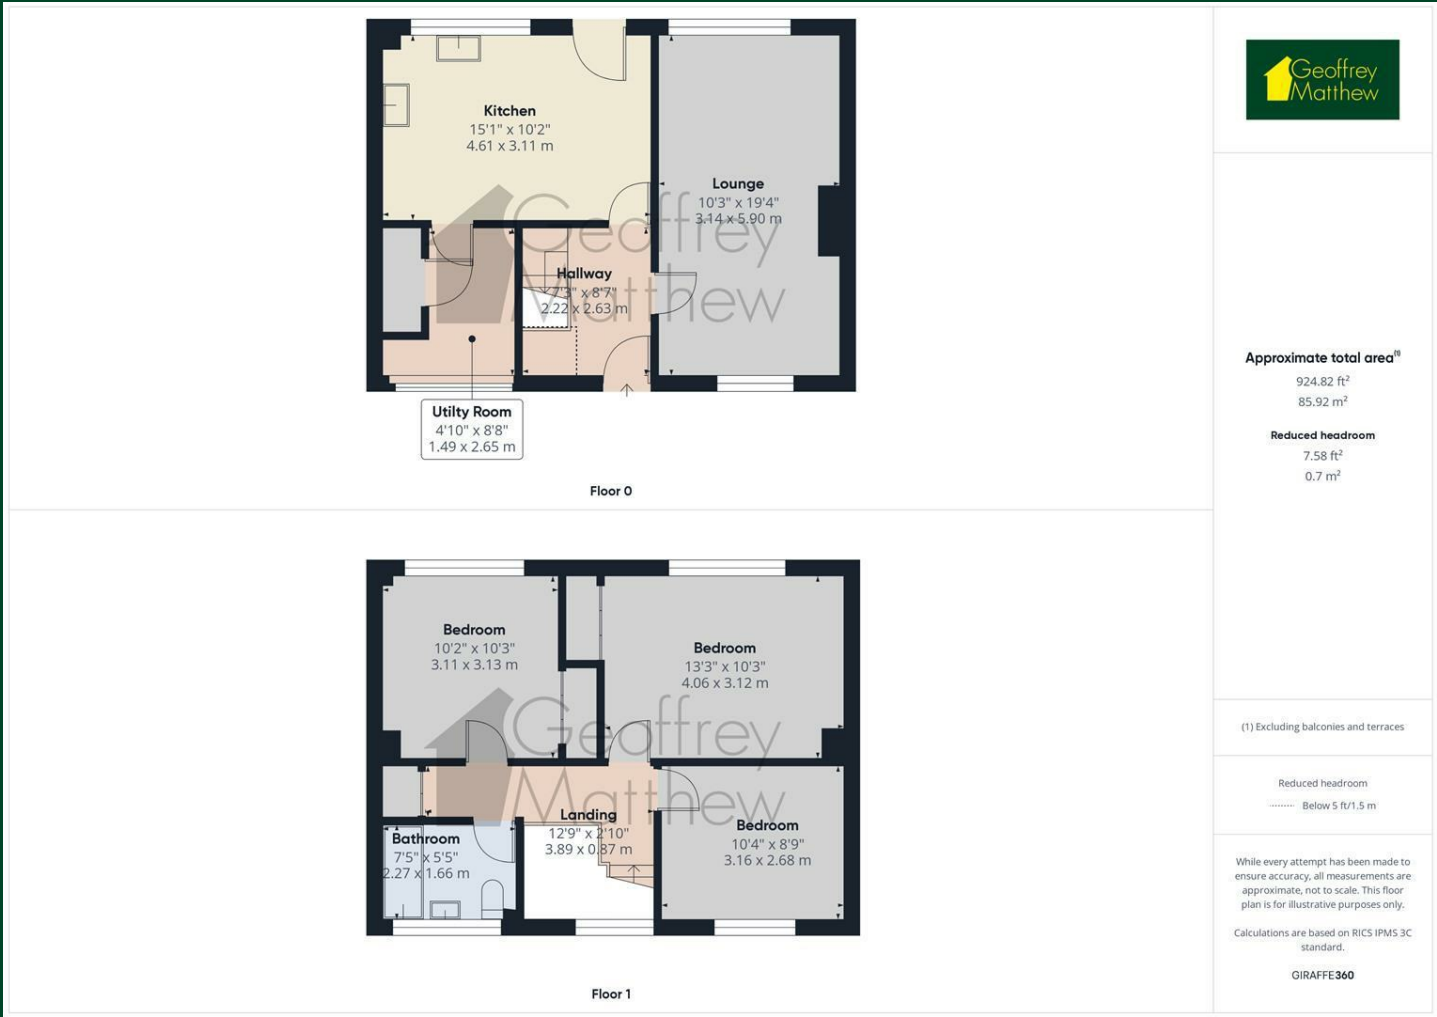 Kitchen
15'1" x 10'2"
4.61 x 3.11 m
Lounge
10'3" x 19'4"
3.14 x 5.90 m
Hallway
7'3" x 8'7"
2.22 x 2.63 m
Utilty Room
4'10" x 8'8"
1.49 x 2.65 m
Geoffrey
Matthew
Floor 0
Bedroom
10'2" x 10'3"
3.11 x 3.13 m
Bedroom
13'3" x 10'3"
4.06 x 3.12 m
Landing
12'9" x 2'10"
3.89 x 0.87 m
Bathroom
7'5" x 5'5"
2.27 x 1.66 m
Bedroom
10'4" x 8'9"
3.16 x 2.68 m
Geoffrey
Matthew
Floor 1
Geoffrey
Matthew
Approximate total area(1)
924.82 ft²
85.92 m²
Reduced headroom
7.58 ft²
0.7 m²
(1) Excluding balconies and terraces
Reduced headroom
Below 5 ft/1.5 m
While every attempt has been made to
ensure accuracy, all measurements are
approximate, not to scale. This floor
plan is for illustrative purposes only.
Calculations are based on RICS IPMS 3C
standard.
GIRAFFE360